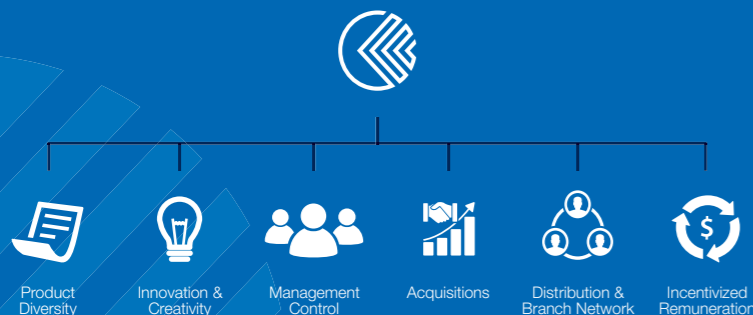 $
Product
Diversity
Innovation &
Creativity
Management
Control
Acquisitions
Distribution &
Branch Network
Incentivized
Remuneration